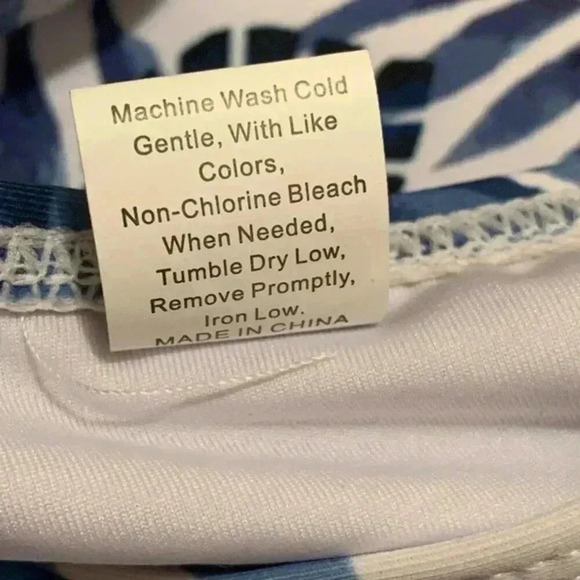 Machine Wash Cold
Gentle, With Like
Colors,
Non-Chlorine Bleach
When Needed,
Tumble Dry Low,
Remove Promptly,
Iron Low.
MADE IN CHINA